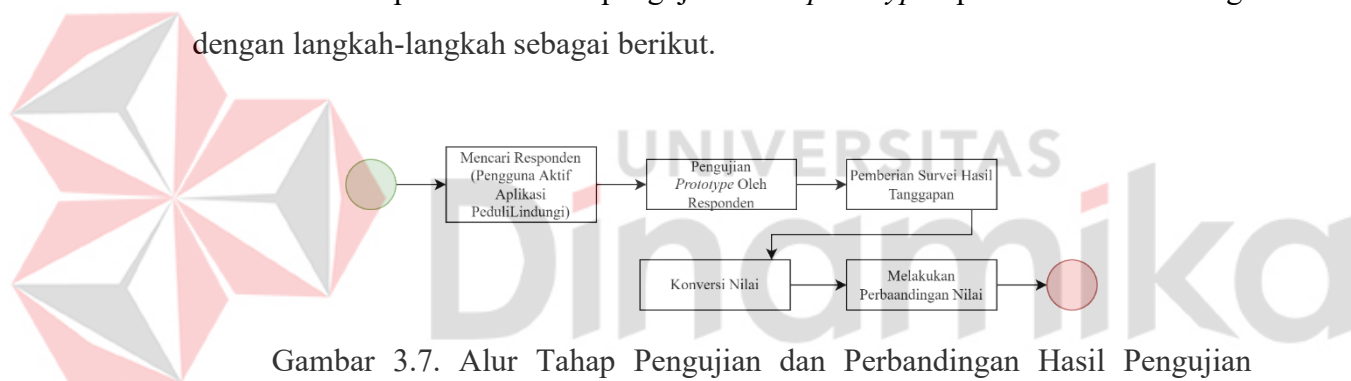 dengan langkah-langkah sebagai berikut.
UNIVERSITAS
Dinamika
Mencari Responden
(Pengguna Aktif
Aplikasi
PeduliLindungi)
Pengujian
Prototype Oleh
Responden
Pemberian Survei Hasil
Tanggapan
Konversi Nilai
Melakukan
Perbaandingan Nilai
Gambar 3.7. Alur Tahap Pengujian dan Perbandingan Hasil Pengujian